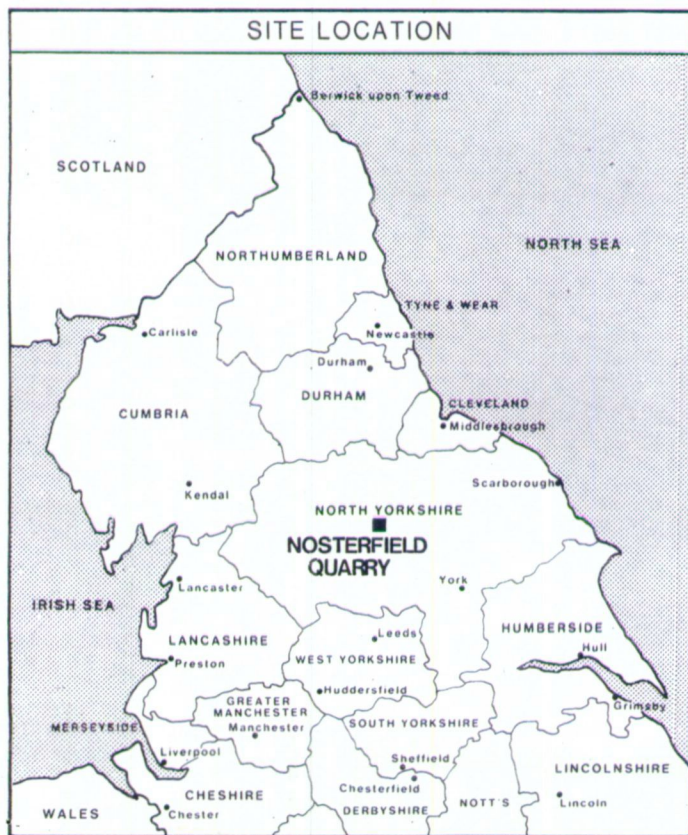 SITE LOCATION
Berwick upon Tweed
SCOTLAND
NORTH SEA
NORTHUMBERLAND
TYNE & WEAR
Newcastle
Carlisle
Durham
DURHAM
CLEVELAND
Middlesbrough
CUMBRIA
Kendal
Scarborough
NORTH YORKSHIRE
NOSTERFIELD
QUARRY
Lancaster
York
IRISH SEA
HUMBERSIDE
LANCASHIRE
Leeds
Hull
WEST YORKSHIRE
Preston
Huddersfield
GREATER
MANCHESTER
Manchester
Grimsby
SOUTH YORKSHIRE
MERSEYSIDE
Liverpool
Sheffield
LINCOLNSHIRE
Chesterfield
CHESHIRE
DERBYSHIRE
NOTT'S
Lincoln
WALES
Chester